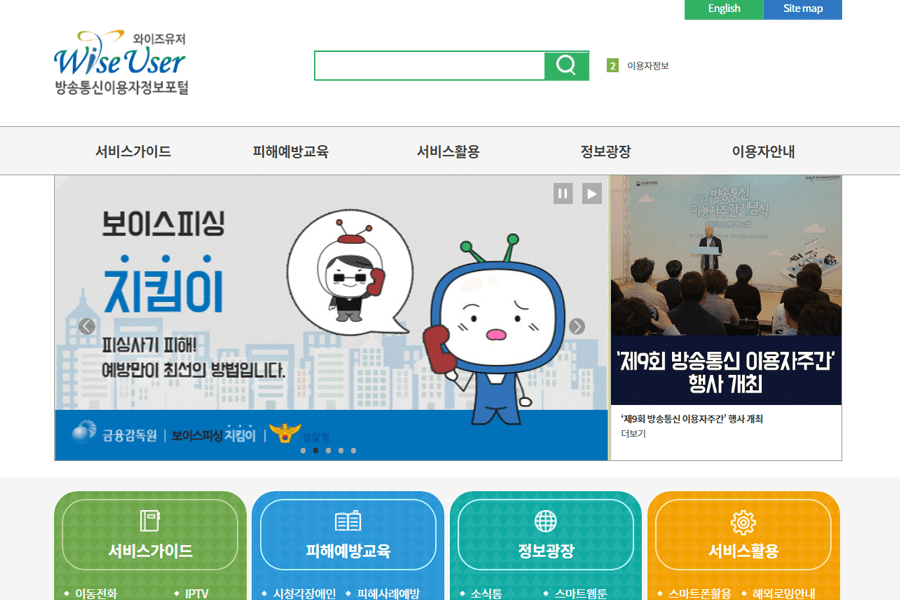 English
Site map
와이즈유저
Wise User
방송통신이용자정보포털
2
이용자정보
서비스가이드
피해예방교육
서비스활용
정보광장
이용자안내
보이스피싱
지킴이
피싱사기 피해!
예방만이 최선의 방법입니다.
금융감독원
보이스피싱 지킴이
경찰청
방송통신
이용자주간 기념식
'제9회 방송통신 이용자주간'
행사 개최
‘제9회 방송통신 이용자주간’ 행사 개최
더보기
서비스가이드
피해예방교육
정보광장
서비스활용
이동전화
IPTV
시청각장애인
피해사례예방
소식통
스마트웹툰
스마트폰활용
해외로밍안내